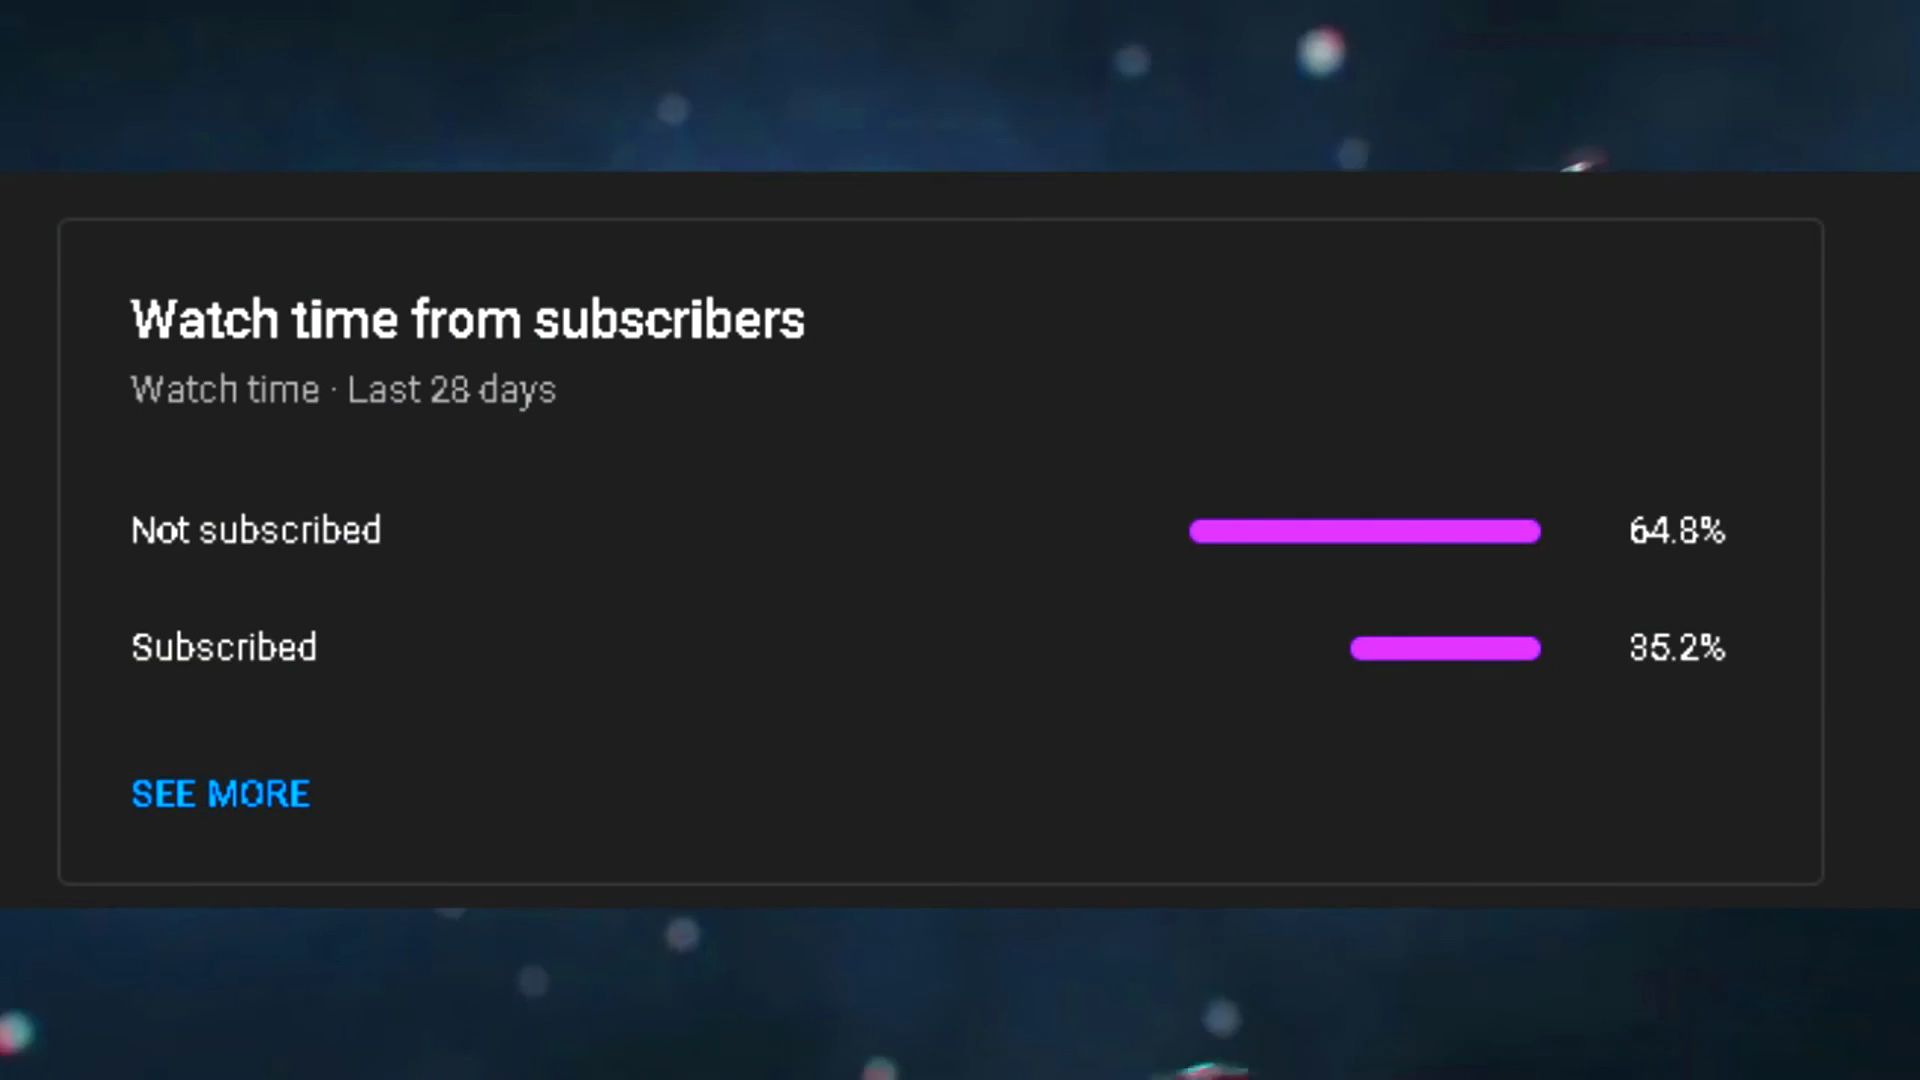 Watch time from subscribers
Watch time · Last 28 days
Not subscribed 64.8%
Subscribed 35.2%
SEE MORE